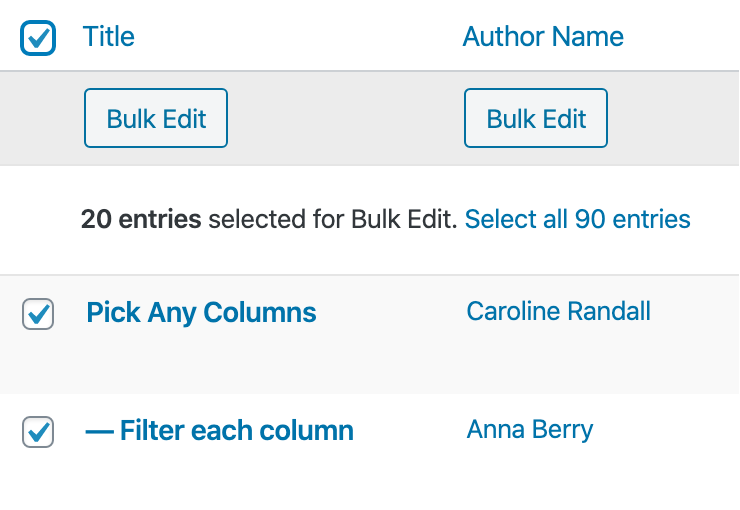 Title Author Name
Bulk Edit Bulk Edit
20 entries selected for Bulk Edit. Select all 90 entries
Pick Any Columns Caroline Randall
— Filter each column Anna Berry